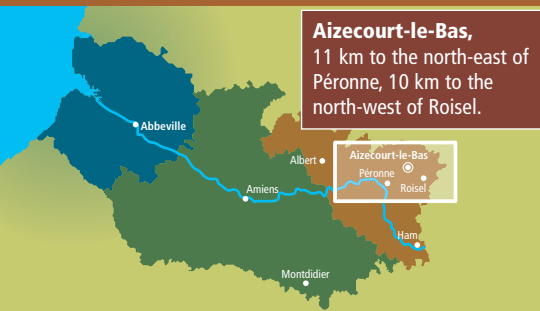 Aizecourt-le-Bas,
11 km to the north-east of
Péronne, 10 km to the
north-west of Roisel.
Abbeville
Albert
Aizecourt-le-Bas
Péronne
Roisel
Amiens
Ham
Montdidier